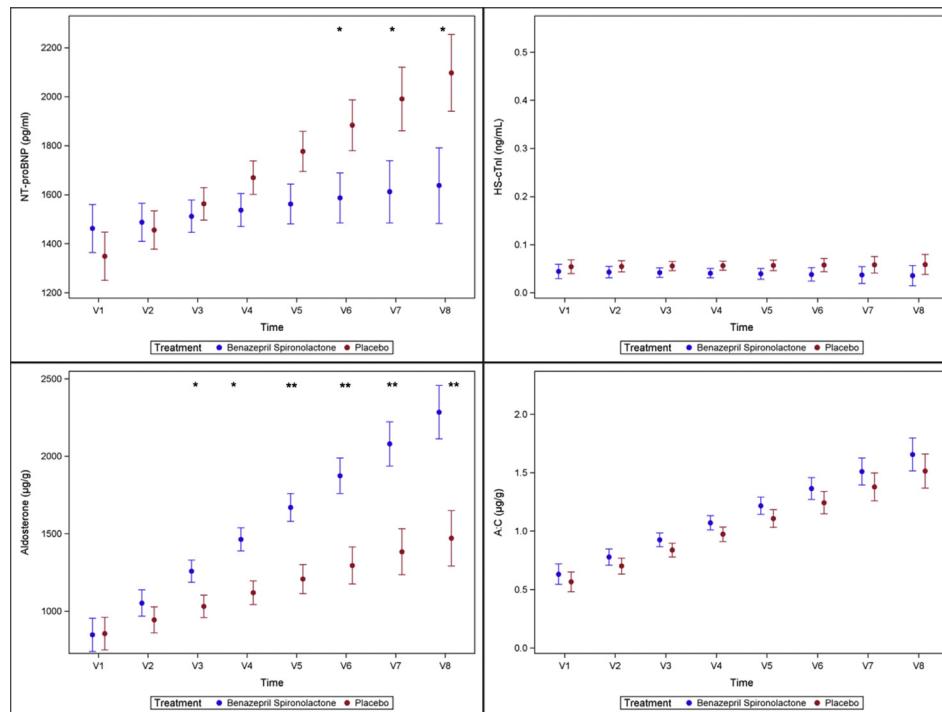 * * *
2200
2000
1800
1600
1400
1200
NT-proBNP (ρg/ml)
V1 V2 V3 V4 V5 V6 V7 V8
Time
Treatment Benazepril Spironolactone Placebo
0.5
0.4
0.3
0.2
0.1
0.0
HS-cTnI (ng/mL)
V1 V2 V3 V4 V5 V6 V7 V8
Time
Treatment Benazepril Spironolactone Placebo
* * ** ** ** **
2500
2000
1500
1000
Aldosterone (µg/g)
V1 V2 V3 V4 V5 V6 V7 V8
Time
Treatment Benazepril Spironolactone Placebo
2.0
1.5
1.0
0.5
0.0
A:C (µg/g)
V1 V2 V3 V4 V5 V6 V7 V8
Time
Treatment Benazepril Spironolactone Placebo